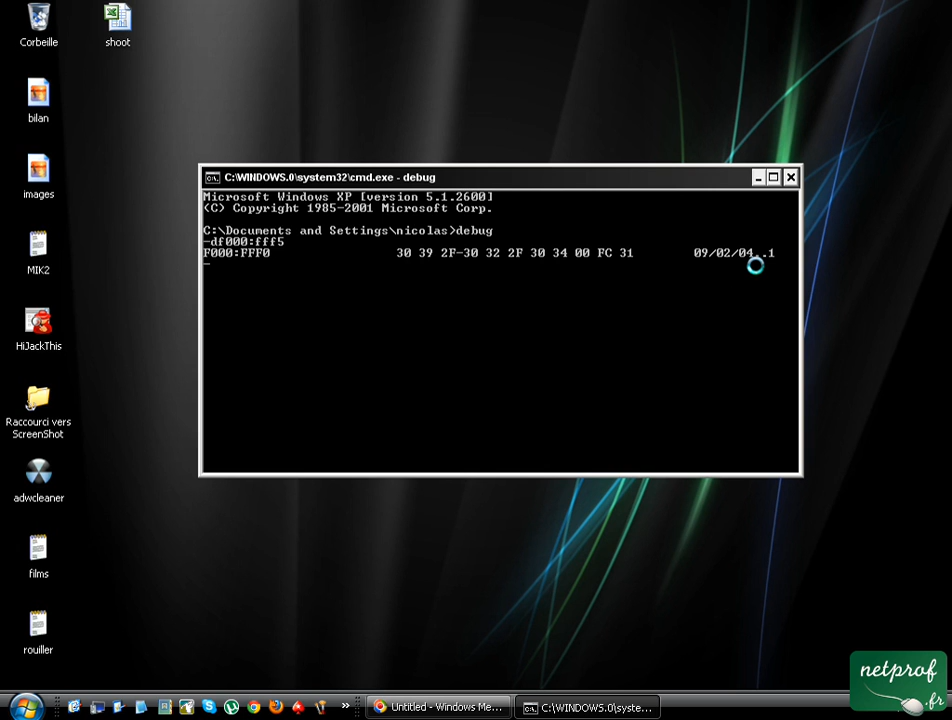 Corbeille
shoot
bilan
images
MIK2
HiJackThis
Raccourci vers
ScreenShot
adwcleaner
films
rouiller
C:\WINDOWS.0\system32\cmd.exe - debug
Microsoft Windows XP [version 5.1.2600]
(C) Copyright 1985-2001 Microsoft Corp.
C:\Documents and Settings\nicolas>debug
-df000:fff5
F000:FFF0 30 39 2F-30 32 2F 30 34 00 FC 31 09/02/04..1
-
Untitled - Windows Me...
C:\WINDOWS.0\syste...
netprof
.fr